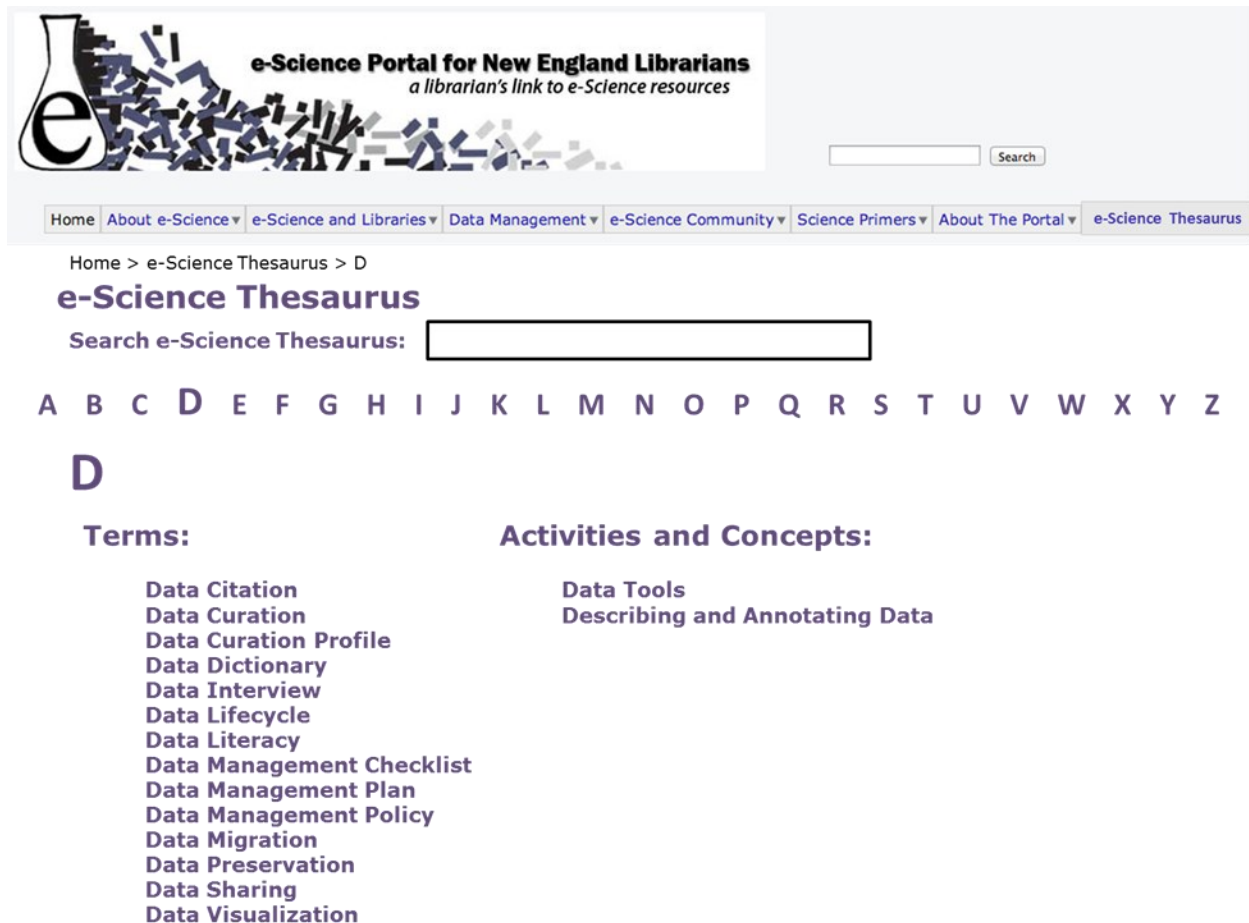 e
e-Science Portal for New England Librarians
a librarian's link to e-Science resources
Search
Home About e-Science e-Science and Libraries Data Management e-Science Community Science Primers About The Portal e-Science Thesaurus
Home > e-Science Thesaurus > D
e-Science Thesaurus
Search e-Science Thesaurus:
A B C D E F G H I J K L M N O P Q R S T U V W X Y Z
D
Terms:
Data Citation
Data Curation
Data Curation Profile
Data Dictionary
Data Interview
Data Lifecycle
Data Literacy
Data Management Checklist
Data Management Plan
Data Management Policy
Data Migration
Data Preservation
Data Sharing
Data Visualization
Activities and Concepts:
Data Tools
Describing and Annotating Data